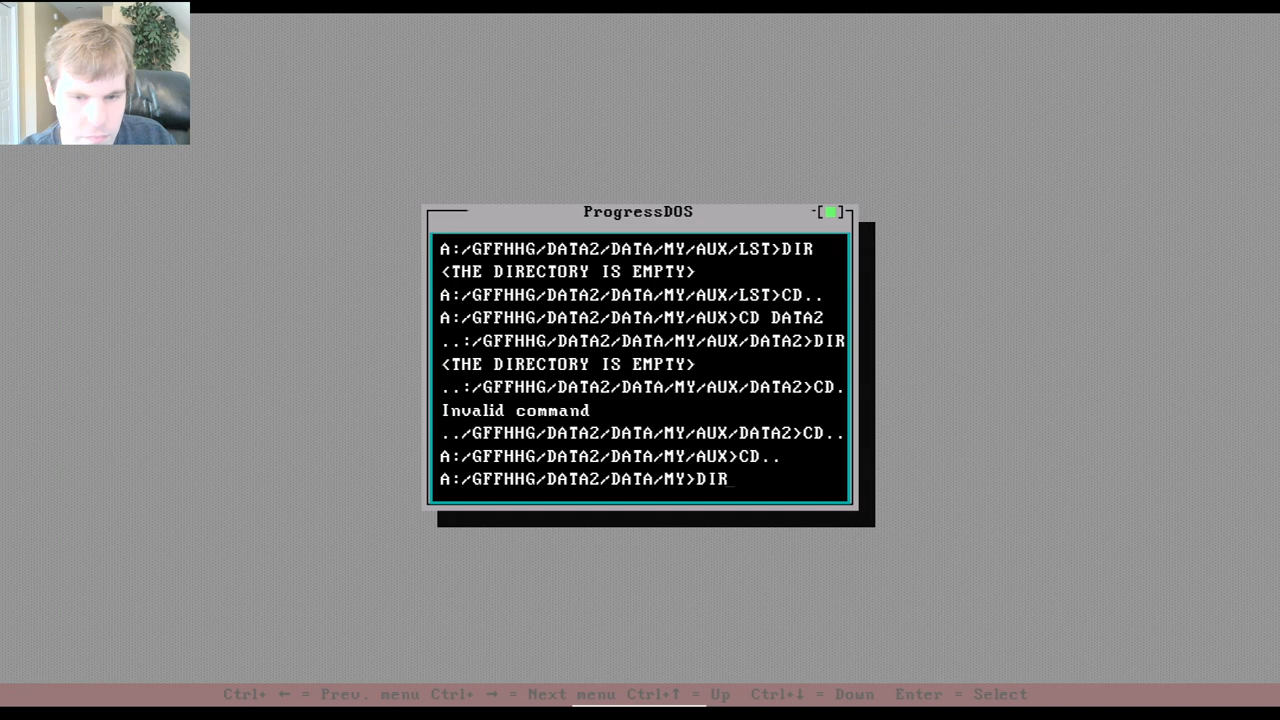 ProgressDOS
-[■]
A:/GFFHHG/DATA2/DATA/MY/AUX/LST>DIR
<THE DIRECTORY IS EMPTY>
A:/GFFHHG/DATA2/DATA/MY/AUX/LST>CD..
A:/GFFHHG/DATA2/DATA/MY/AUX>CD DATA2
..:/GFFHHG/DATA2/DATA/MY/AUX/DATA2>DIR
<THE DIRECTORY IS EMPTY>
..:/GFFHHG/DATA2/DATA/MY/AUX/DATA2>CD.
Invalid command
../GFFHHG/DATA2/DATA/MY/AUX/DATA2>CD..
A:/GFFHHG/DATA2/DATA/MY/AUX>CD..
A:/GFFHHG/DATA2/DATA/MY>DIR_
Ctrl+ ← = Prev. menu Ctrl+ → = Next menu Ctrl+↑ = Up Ctrl+↓ = Down Enter = Select